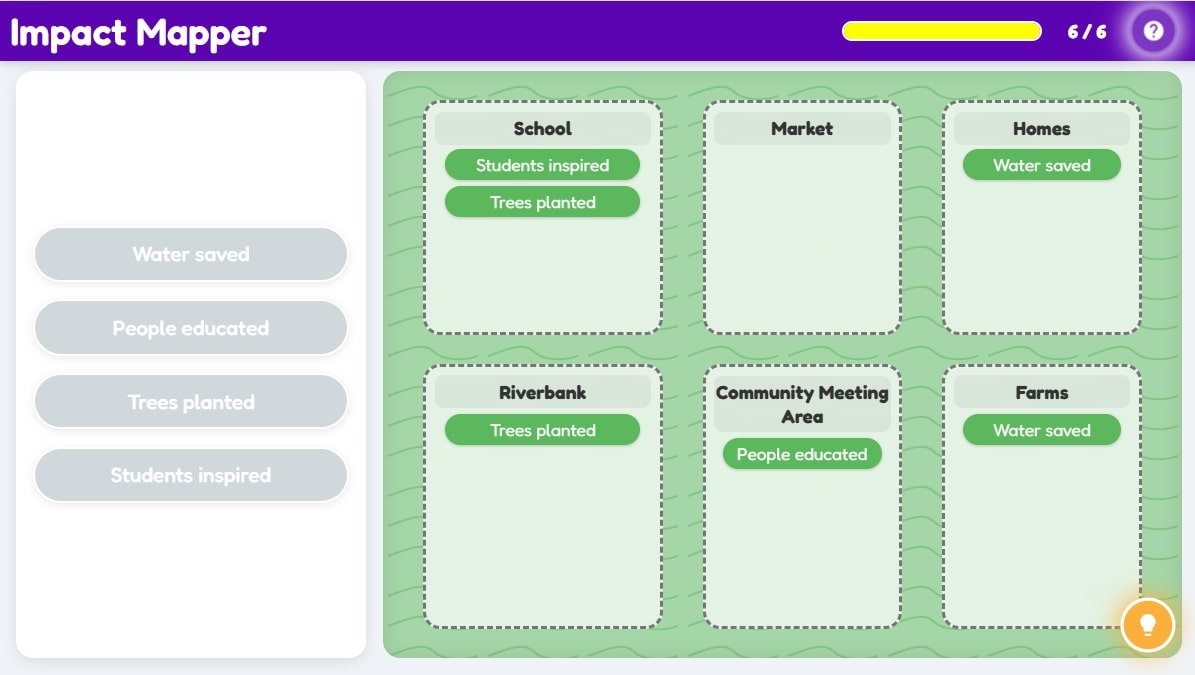 Impact Mapper
6 / 6
Water saved
People educated
Trees planted
Students inspired
School
Students inspired
Trees planted
Market
Homes
Water saved
Riverbank
Trees planted
Community Meeting
Area
People educated
Farms
Water saved